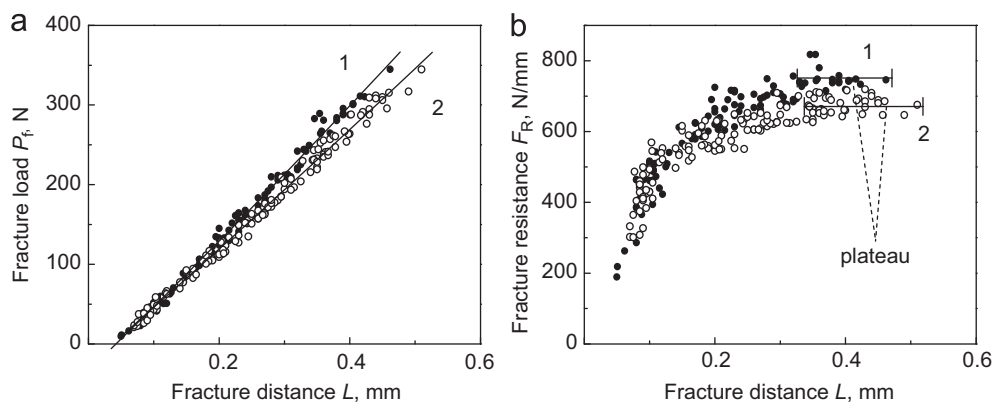 a
400
300
200
100
0
Fracture load Pf, N
1
2
0.2
0.4
0.6
Fracture distance L, mm
b
800
600
400
200
0
Fracture resistance FR, N/mm
1
2
plateau
0.2
0.4
0.6
Fracture distance L, mm